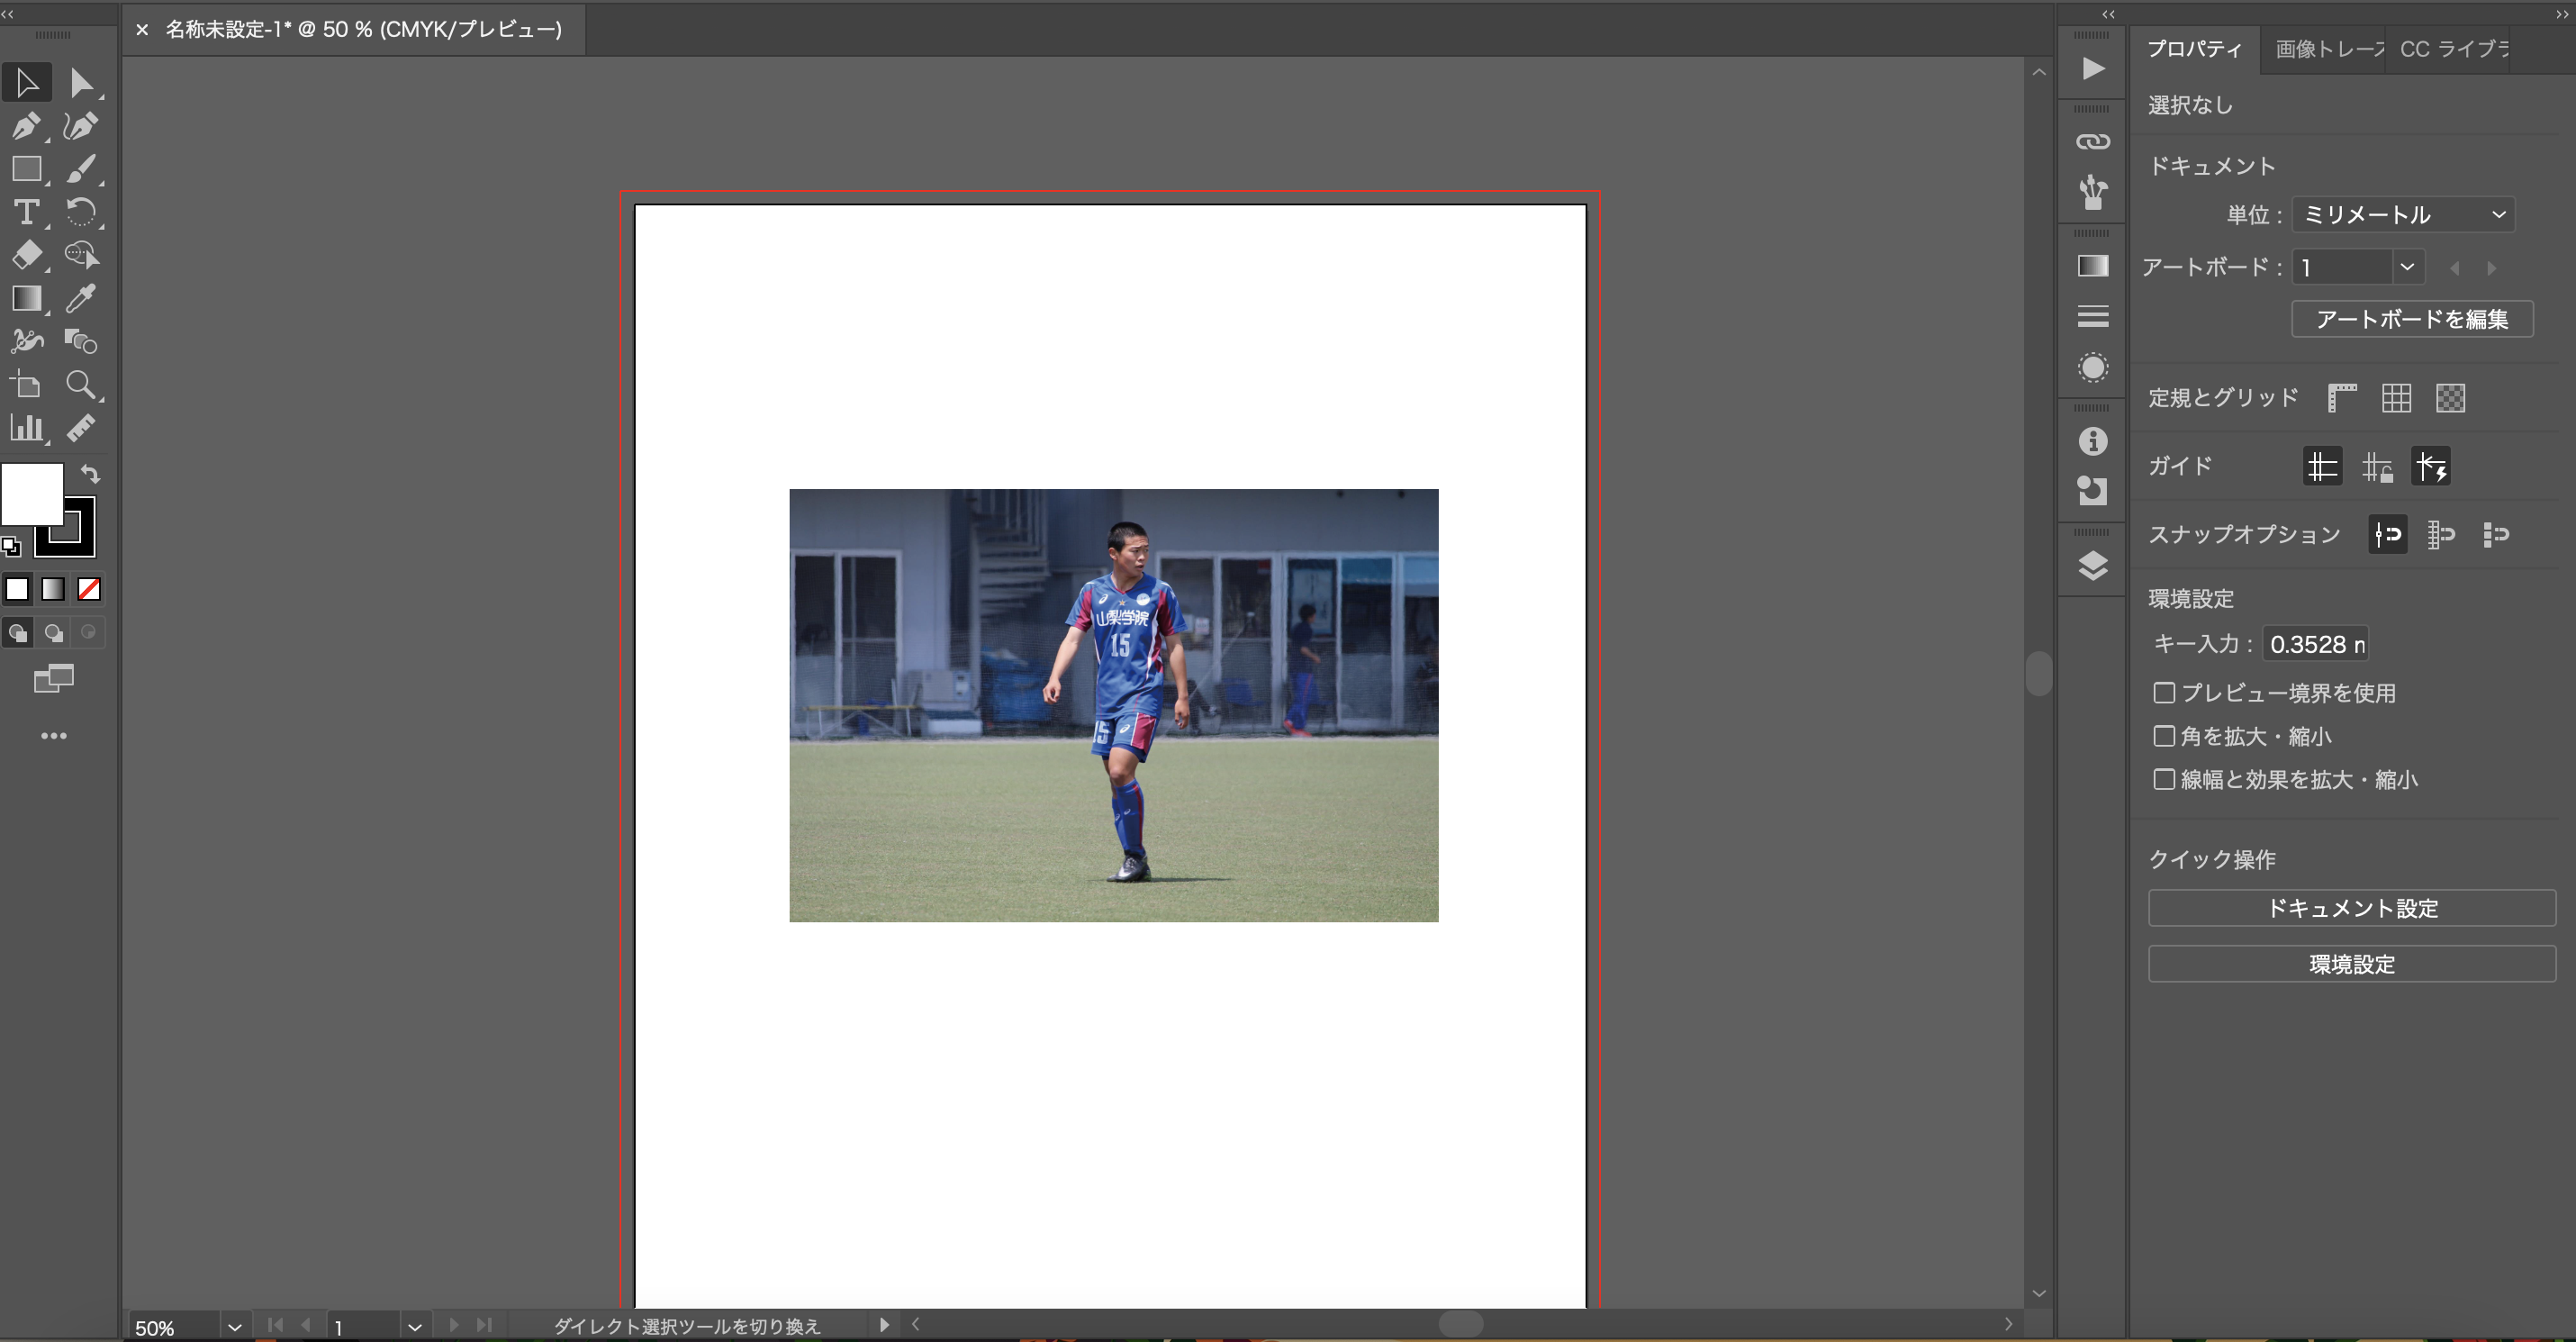 名称未設定-1* @ 50 % (CMYK/プレビュー)
山梨学院
15
15
50%
1
ダイレクト選択ツールを切り換え
プロパティ
画像トレース
CC ライブラ
選択なし
ドキュメント
単位：
ミリメートル
アートボード：
1
アートボードを編集
定規とグリッド
ガイド
スナップオプション
環境設定
キー入力：
0.3528 m
プレビュー境界を使用
角を拡大・縮小
線幅と効果を拡大・縮小
クイック操作
ドキュメント設定
環境設定